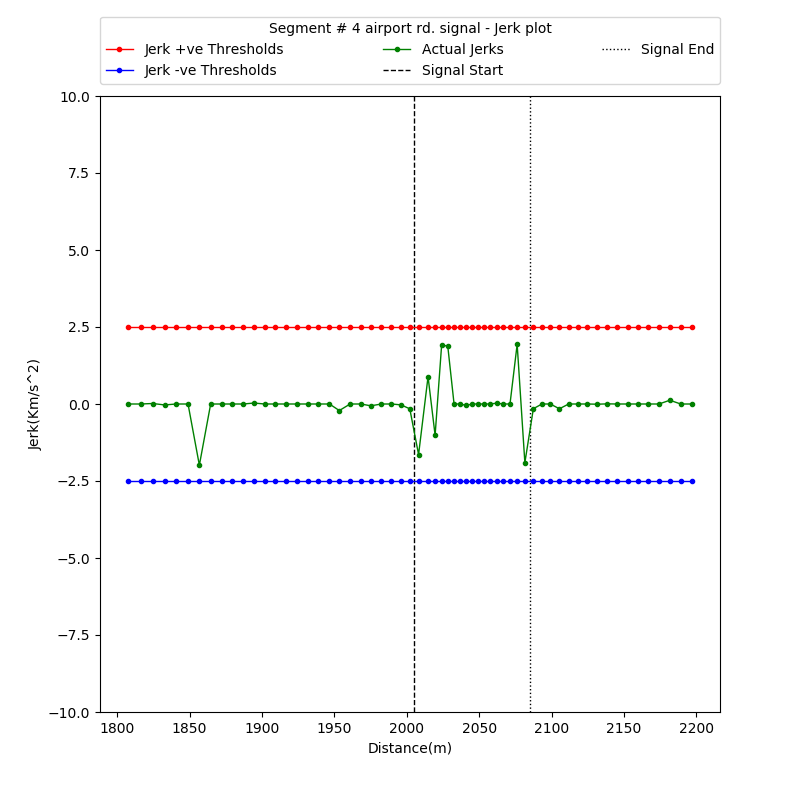 Segment # 4 airport rd. signal - Jerk plot
Jerk +ve Thresholds
Jerk -ve Thresholds
Actual Jerks
Signal Start
Signal End
10.0
7.5
5.0
2.5
0.0
−2.5
−5.0
−7.5
−10.0
Jerk(Km/s^2)
1800 1850 1900 1950 2000 2050 2100 2150 2200
Distance(m)